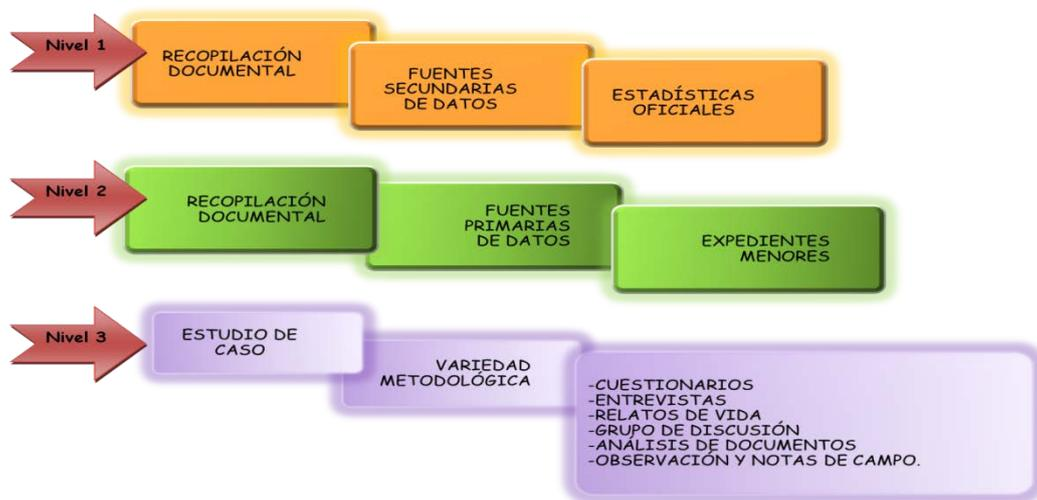 Nivel 1
RECOPILACIÓN
DOCUMENTAL
FUENTES
SECUNDARIAS
DE DATOS
ESTADÍSTICAS
OFICIALES
Nivel 2
RECOPILACIÓN
DOCUMENTAL
FUENTES
PRIMARIAS
DE DATOS
EXPEDIENTES
MENORES
Nivel 3
ESTUDIO DE
CASO
VARIEDAD
METODOLÓGICA
-CUESTIONARIOS
-ENTREVISTAS
-RELATOS DE VIDA
-GRUPO DE DISCUSIÓN
-ANÁLISIS DE DOCUMENTOS
-OBSERVACIÓN Y NOTAS DE CAMPO.